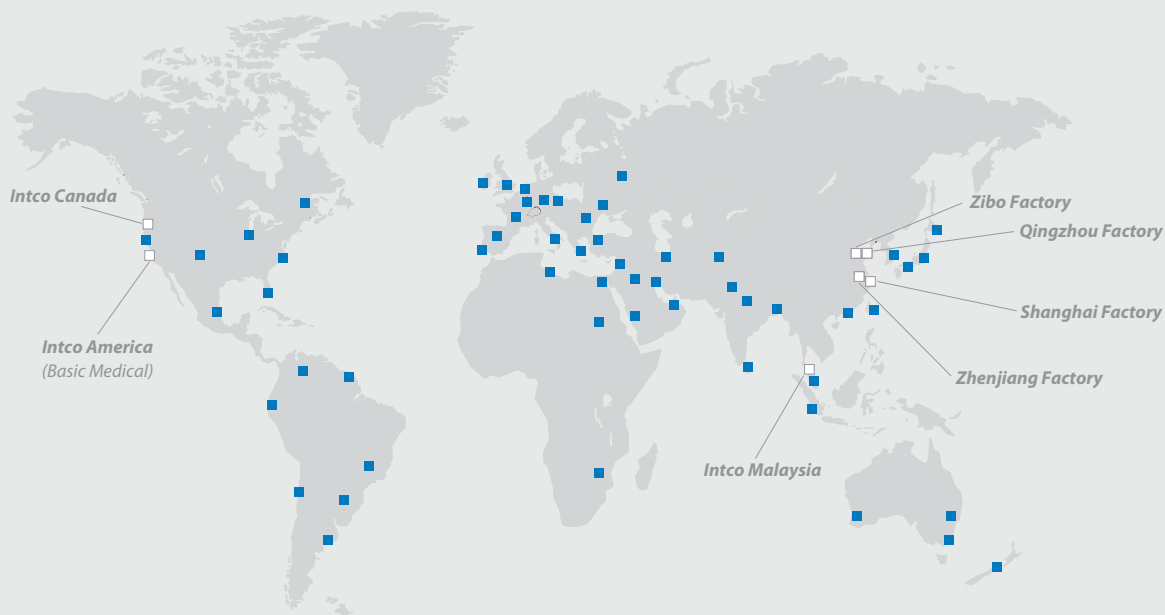 Intco Canada
Zibo Factory
Qingzhou Factory
Shanghai Factory
Intco America
(Basic Medical)
Zhenjiang Factory
Intco Malaysia